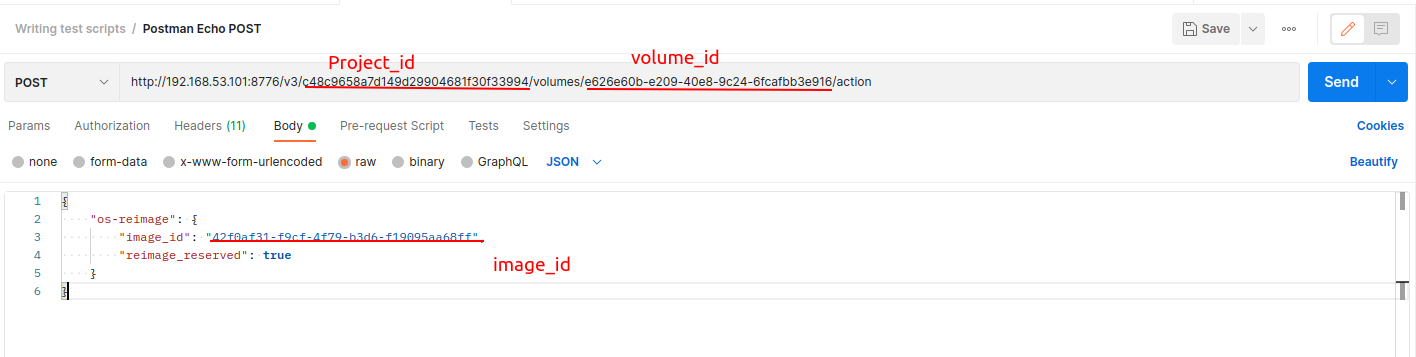 Writing test scripts / Postman Echo POST
Save
Project_id
volume_id
POST
http://192.168.53.101:8776/v3/c48c9658a7d149d29904681f30f33994/volumes/e626e60b-e209-40e8-9c24-6fcafbb3e916/action
Send
Params Authorization Headers (11) Body Pre-request Script Tests Settings Cookies
none form-data x-www-form-urlencoded raw binary GraphQL JSON Beautify
1 {
2 "os-reimage": {
3 "image_id": "42f0af31-f9cf-4f79-b3d6-f19095aa68ff",
4 "reimage_reserved": true
image_id
5 }
6 }